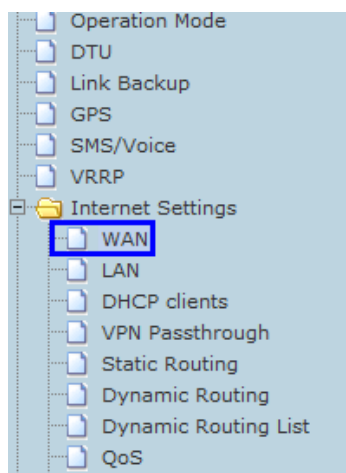 Operation Mode
DTU
Link Backup
GPS
SMS/Voice
VRRP
Internet Settings
WAN
LAN
DHCP clients
VPN Passthrough
Static Routing
Dynamic Routing
Dynamic Routing List
QoS